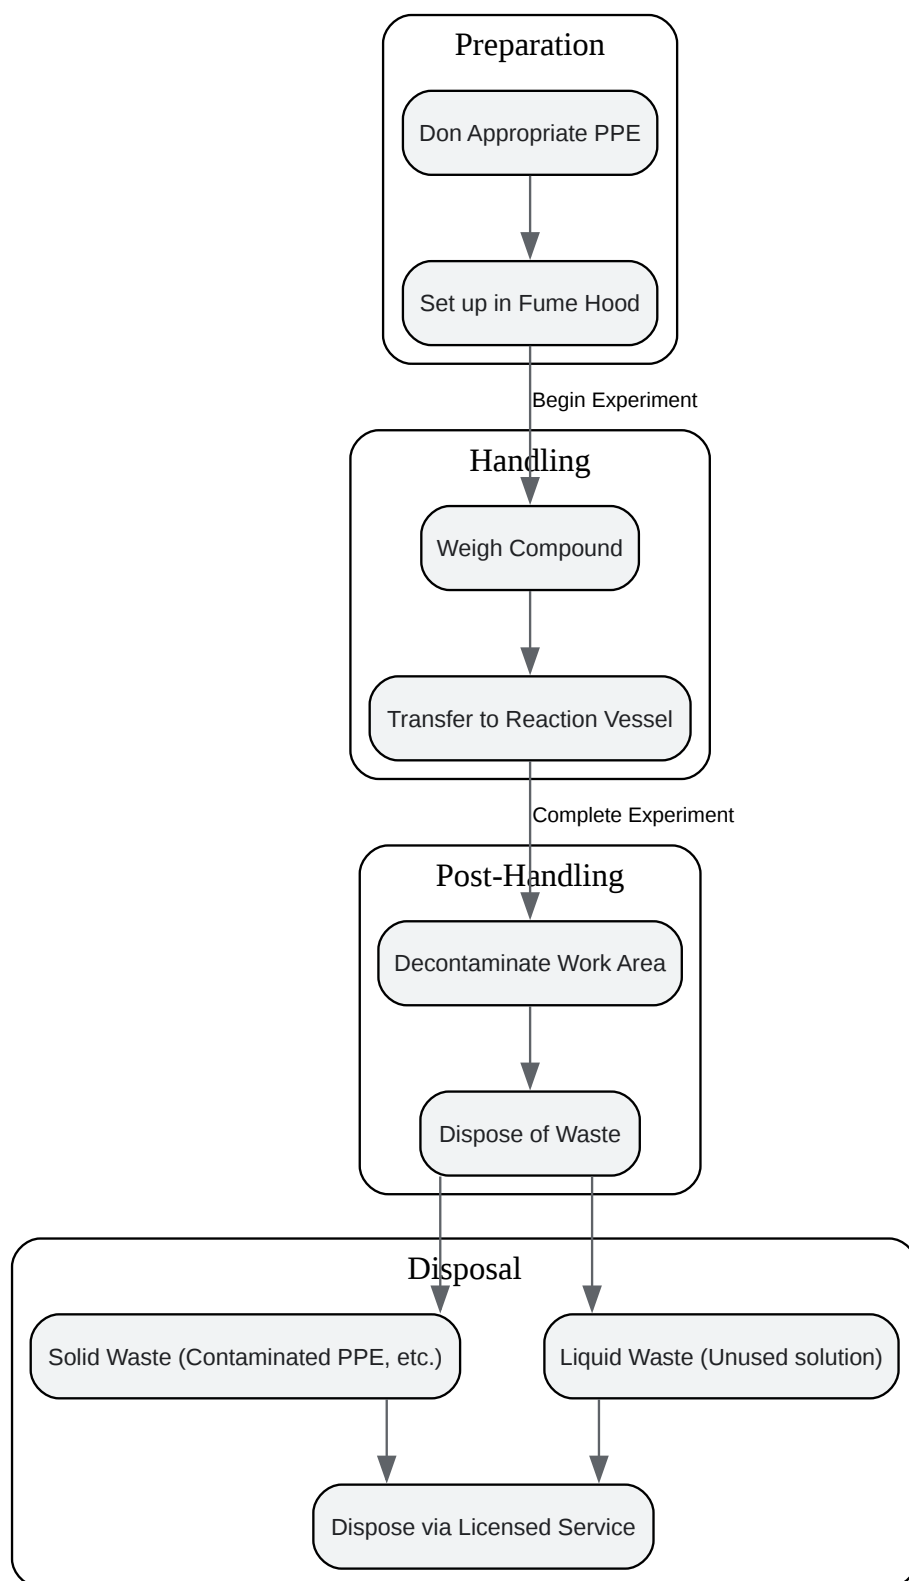 Preparation
Don Appropriate PPE
Set up in Fume Hood
Begin Experiment
Handling
Weigh Compound
Transfer to Reaction Vessel
Complete Experiment
Post-Handling
Decontaminate Work Area
Dispose of Waste
Disposal
Solid Waste (Contaminated PPE, etc.)
Liquid Waste (Unused solution)
Dispose via Licensed Service